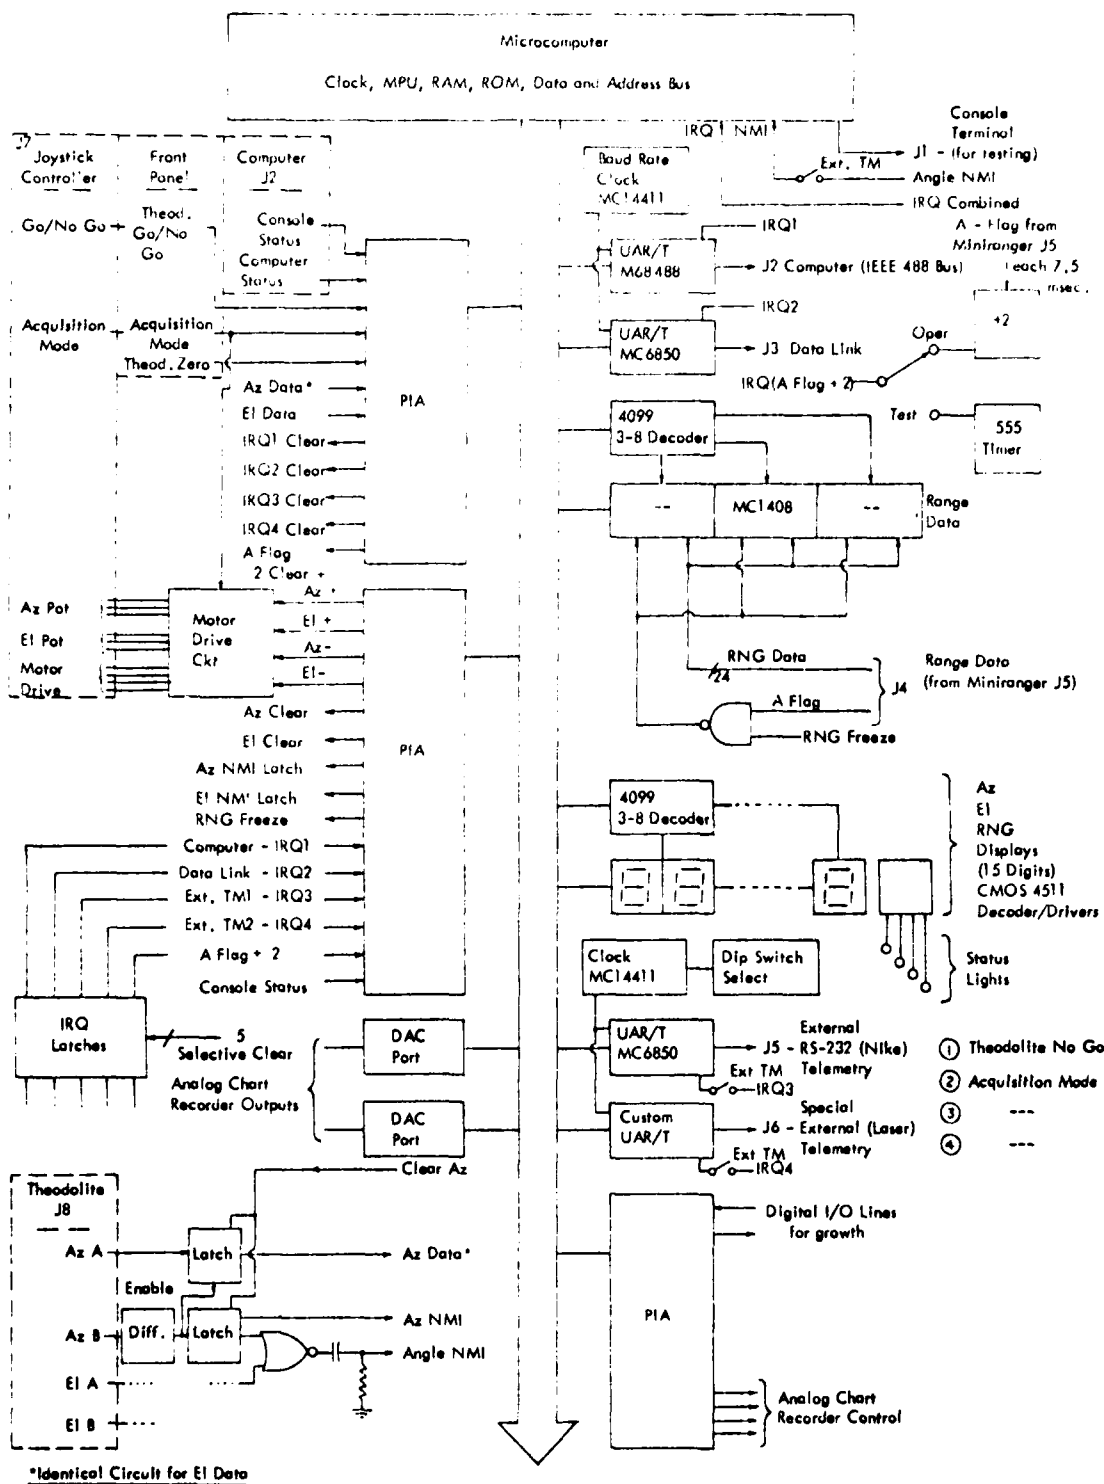 Microcomputer
Clock, MPU, RAM, ROM, Data and Address Bus
IRQ
NMI
Console
Terminal
J1 - (for testing)
Ext. TM
Angle NMI
IRQ Combined
J7
Joystick
Controller
Front
Panel
Computer
J2
Baud Rate
Clock
MC14411
Go/No Go
Theod.
Go/No
Go
Console
Status
Computer
Status
IRQ1
A - Flag from
Miniranger J5
UAR/T
M68488
J2 Computer (IEEE 488 Bus)
(each 7,5
msec.
Acquisition
Mode
Acquisition
Mode
Theod. Zero
IRQ2
÷2
UAR/T
MC6850
J3 Data Link
Oper
IRQ(A Flag ÷ 2)
PIA
Az Data*
El Data
IRQ1 Clear
IRQ2 Clear
IRQ3 Clear
IRQ4 Clear
A Flag
2 Clear +
4099
3-8 Decoder
Test
555
Timer
--
MC1408
--
Range
Data
Az Pot
El Pot
Motor
Drive
Motor
Drive
Ckt
Az +
El +
Az -
El -
Az Clear
El Clear
Az NMI Latch
El NMI Latch
RNG Freeze
PIA
RNG Data
24
A Flag
RNG Freeze
J4
Range Data
(from Miniranger J5)
Computer - IRQ1
Data Link - IRQ2
Ext. TM1 - IRQ3
Ext. TM2 - IRQ4
A Flag ÷ 2
Console Status
4099
3-8 Decoder
8 8
8
Az
El
RNG
Displays
(15 Digits)
CMOS 4511
Decoder/Drivers
Status
Lights
Clock
MC14411
Dip Switch
Select
IRQ
Latches
5
Selective Clear
Analog Chart
Recorder Outputs
DAC
Port
DAC
Port
UAR/T
MC6850
External
J5 - RS-232 (Nike)
Telemetry
Ext TM
IRQ3
Custom
UAR/T
Special
J6 - External (Laser)
Telemetry
Ext TM
IRQ4
1 Theodolite No Go
2 Acquisition Mode
3 ---
4 ---
Clear Az
Theodolite
J8
Az A
Latch
Az Data*
Enable
Az B
Diff.
Latch
Az NMI
Angle NMI
El A
El B
PIA
Digital I/O Lines
for growth
Analog Chart
Recorder Control
*Identical Circuit for El Data